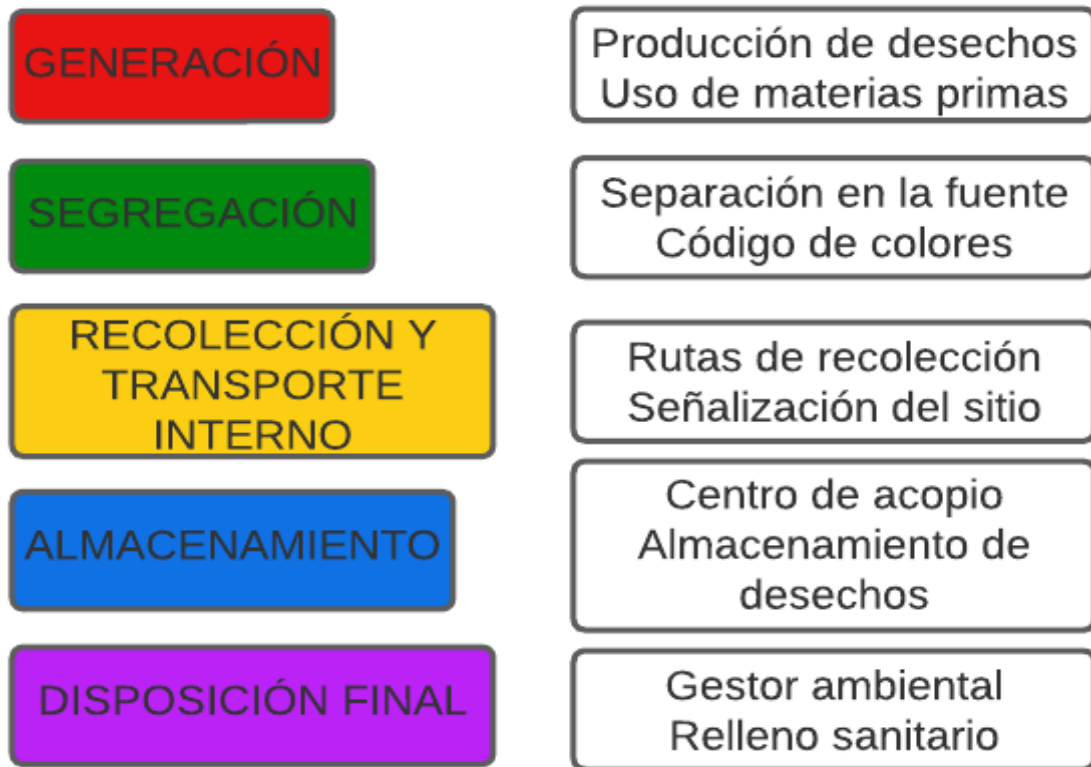 GENERACIÓN
Producción de desechos
Uso de materias primas
SEGREGACIÓN
Separación en la fuente
Código de colores
RECOLECCIÓN Y
TRANSPORTE
INTERNO
Rutas de recolección
Señalización del sitio
ALMACENAMIENTO
Centro de acopio
Almacenamiento de
desechos
DISPOSICIÓN FINAL
Gestor ambiental
Relleno sanitario